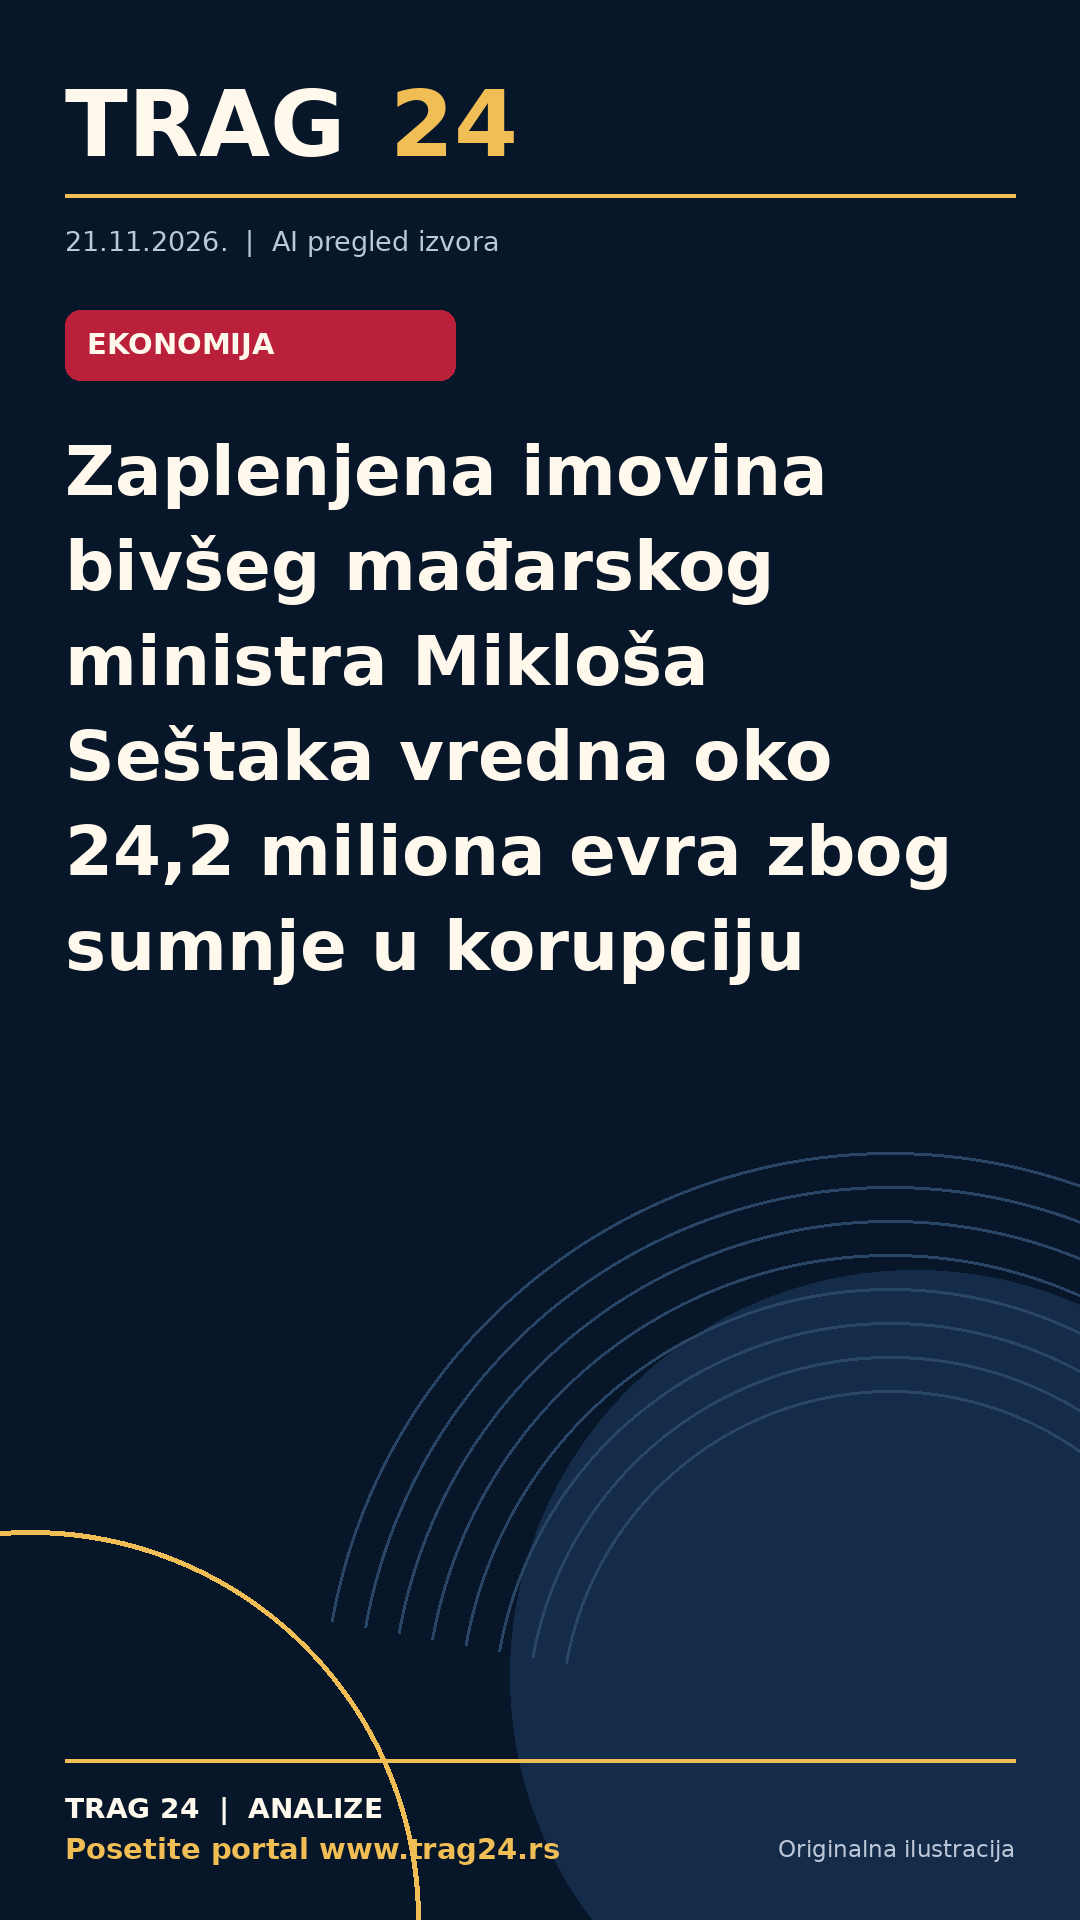 TRAG 24
21.11.2026. | AI pregled izvora
EKONOMIJA
Zaplenjena imovina
bivšeg mađarskog
ministra Mikloša
Seštaka vredna oko
24,2 miliona evra zbog
sumnje u korupciju
TRAG 24 | ANALIZE
Posetite portal www.trag24.rs
Originalna ilustracija